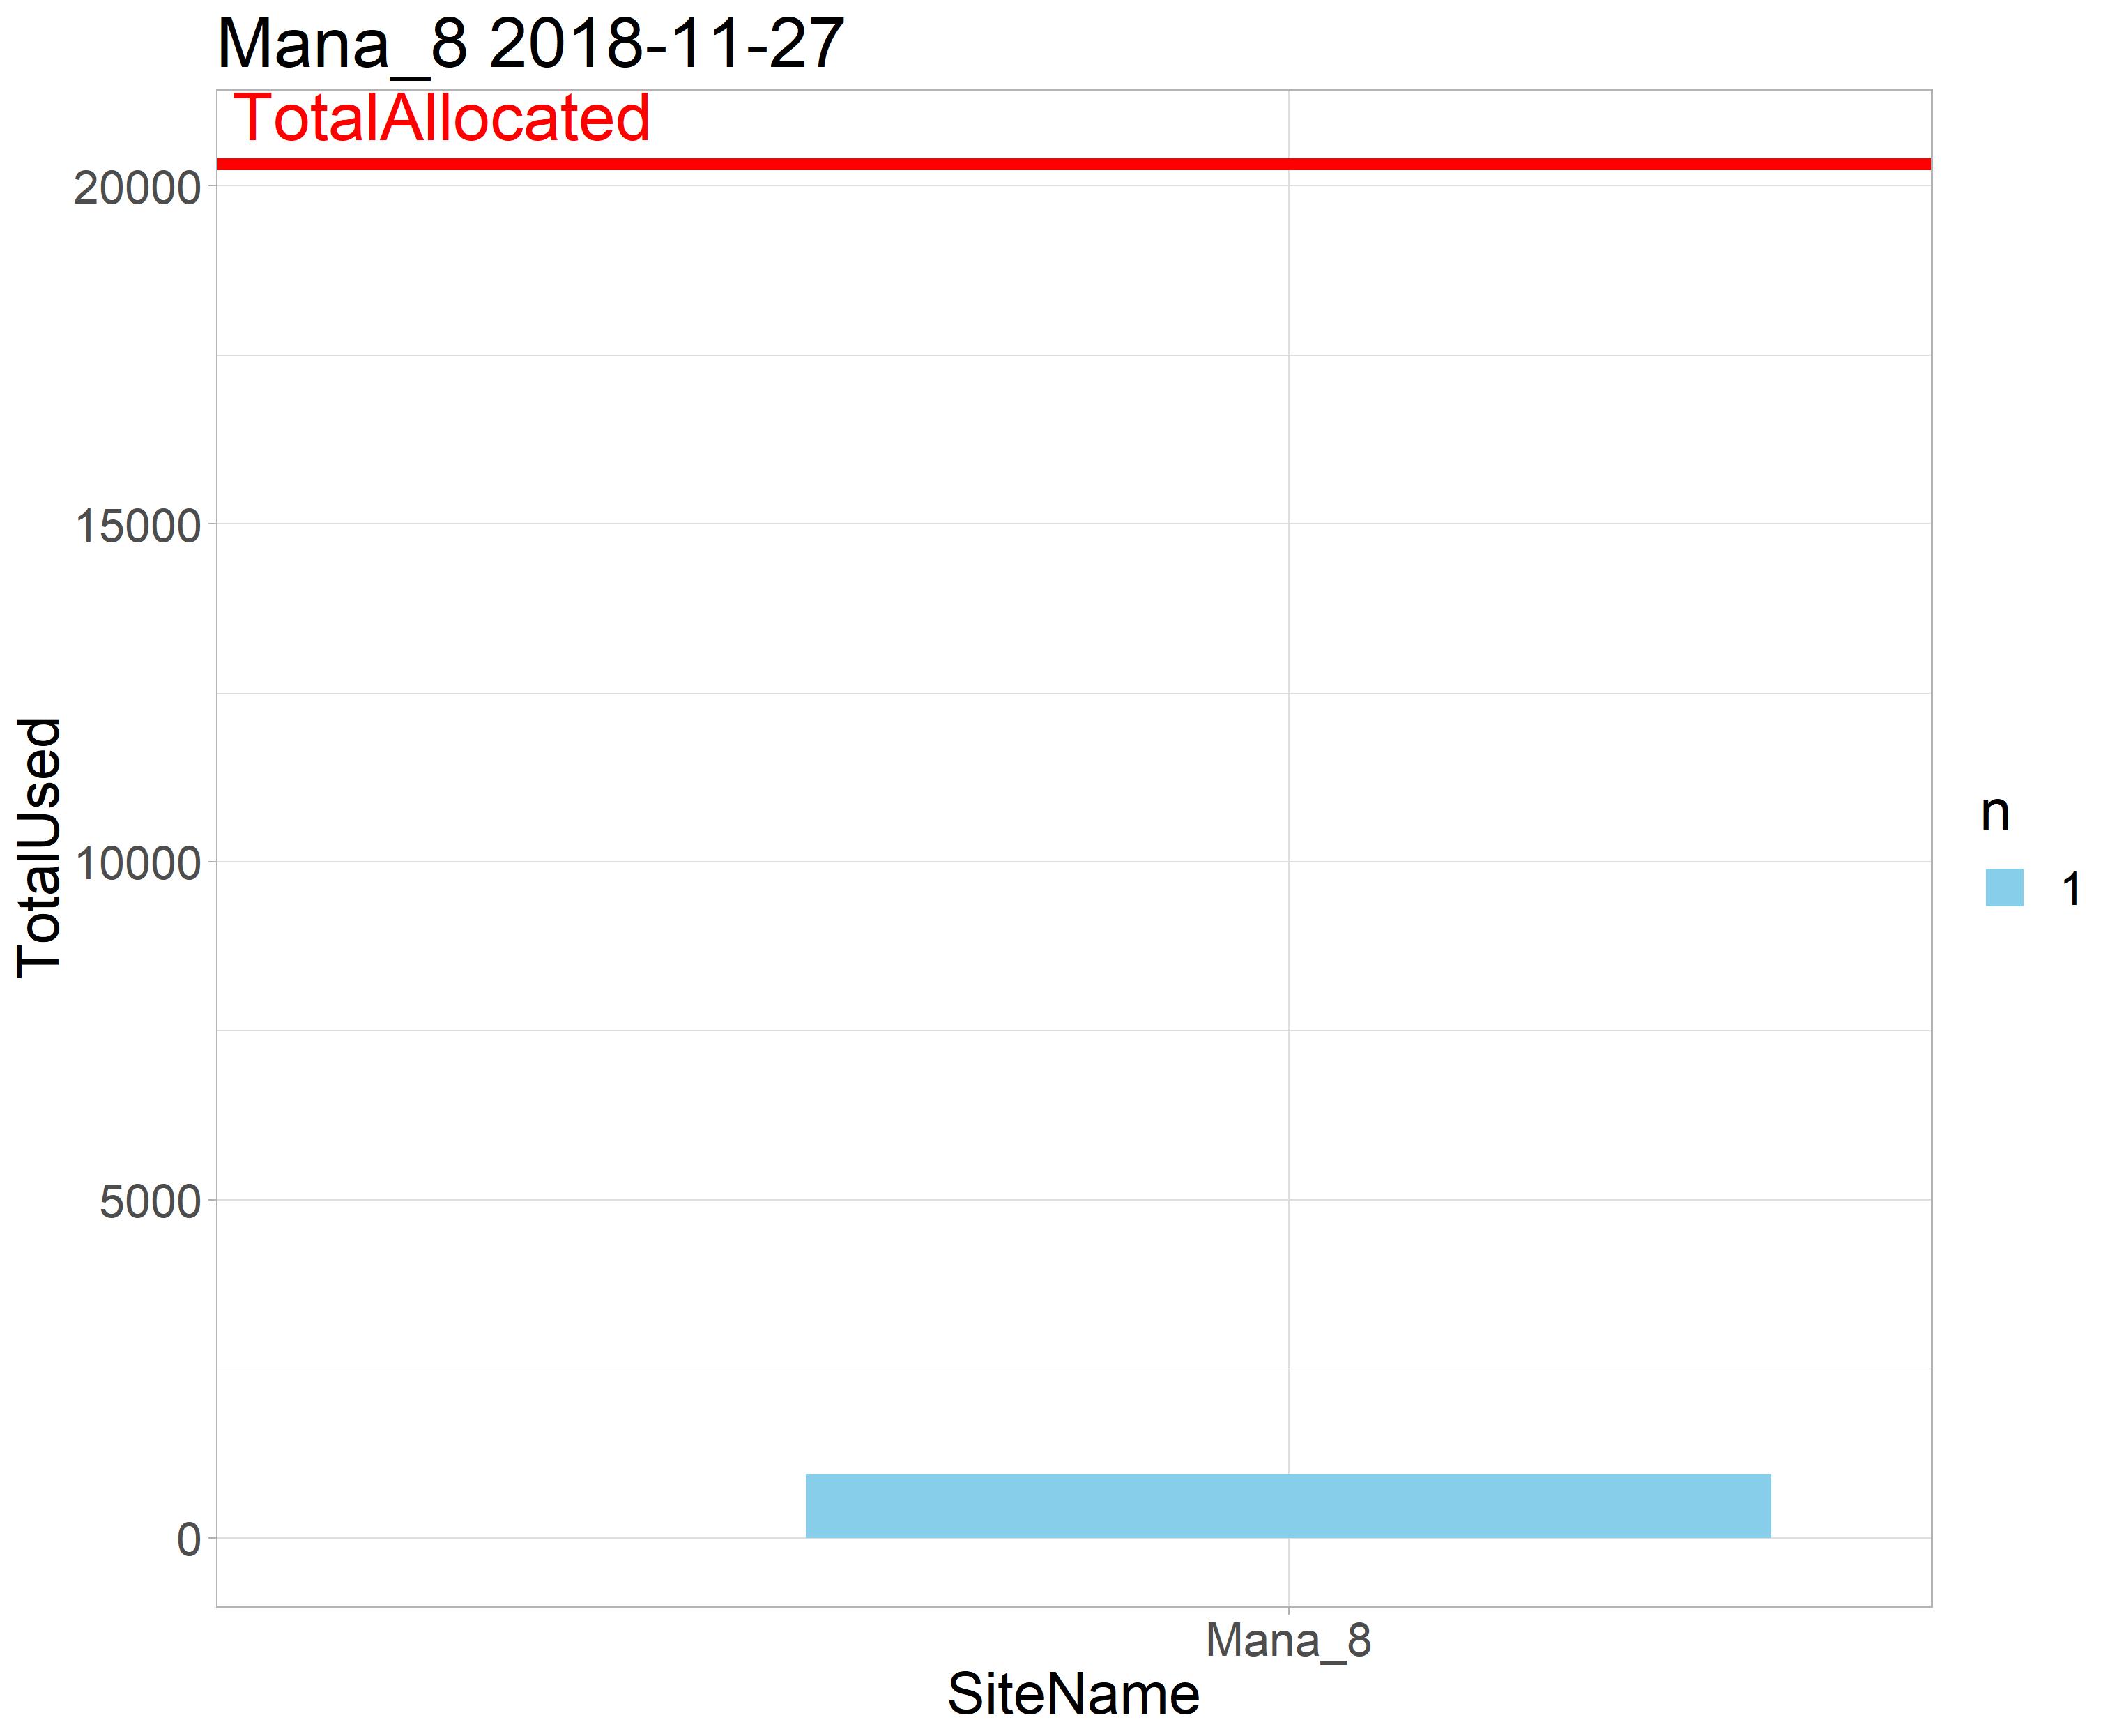 Mana_8 2018-11-27
TotalAllocated
20000
15000
10000
5000
0
TotalUsed
Mana_8
SiteName
n
1